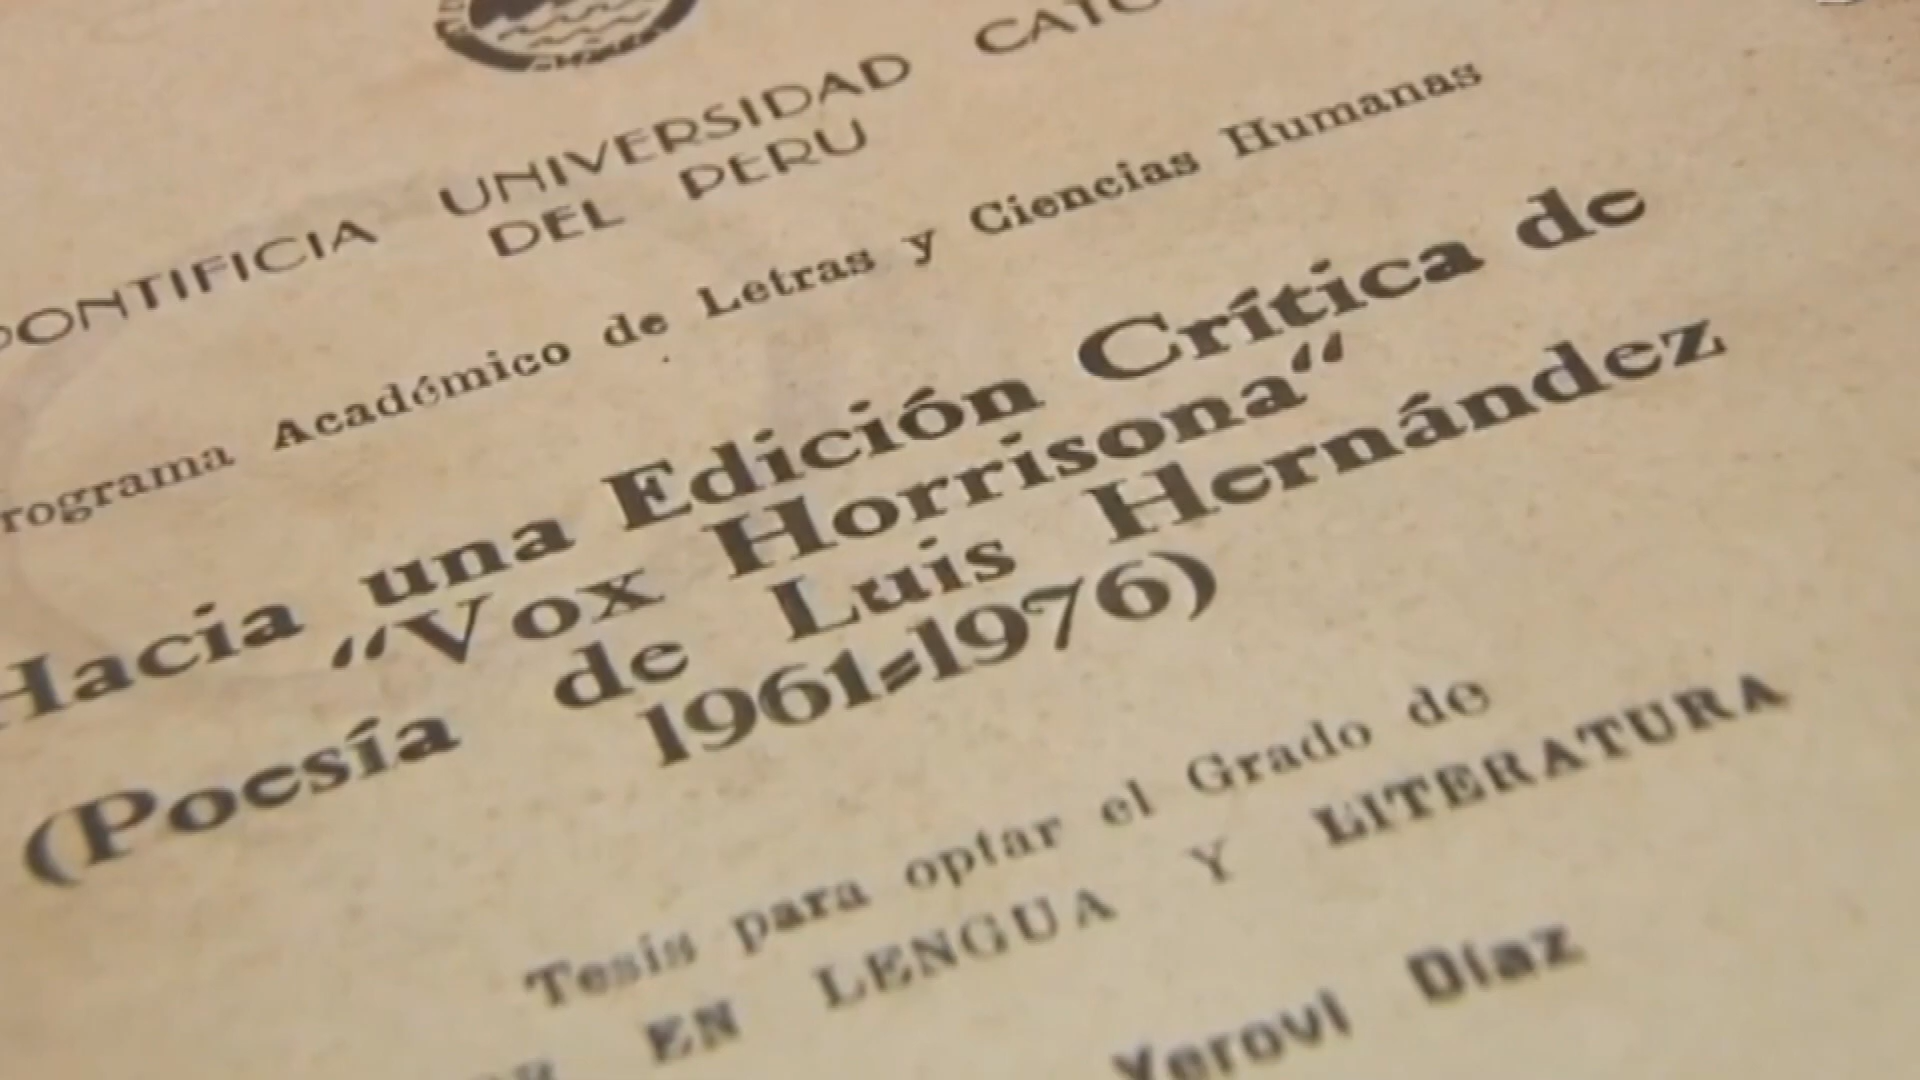 PONTIFICIA UNIVERSIDAD CATO
DEL PERU
rograma Académico de Letras y Ciencias Humanas
Hacia una Edición Crítica de
"Vox Horrisona"
(Poesía de Luis Hernández
1961-1976)
Tesis para optar el Grado de
EN LENGUA Y LITERATURA
Yerovi Díaz